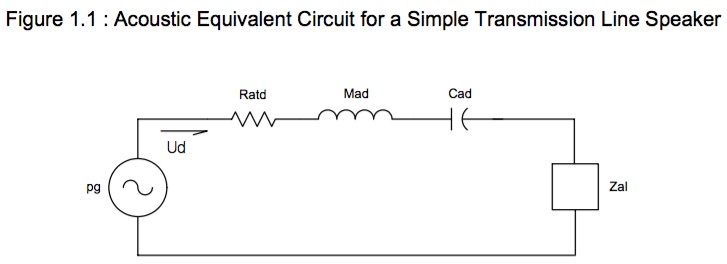 Figure 1.1 : Acoustic Equivalent Circuit for a Simple Transmission Line Speaker
Ratd
Mad
Cad
Ud
pg
Zal